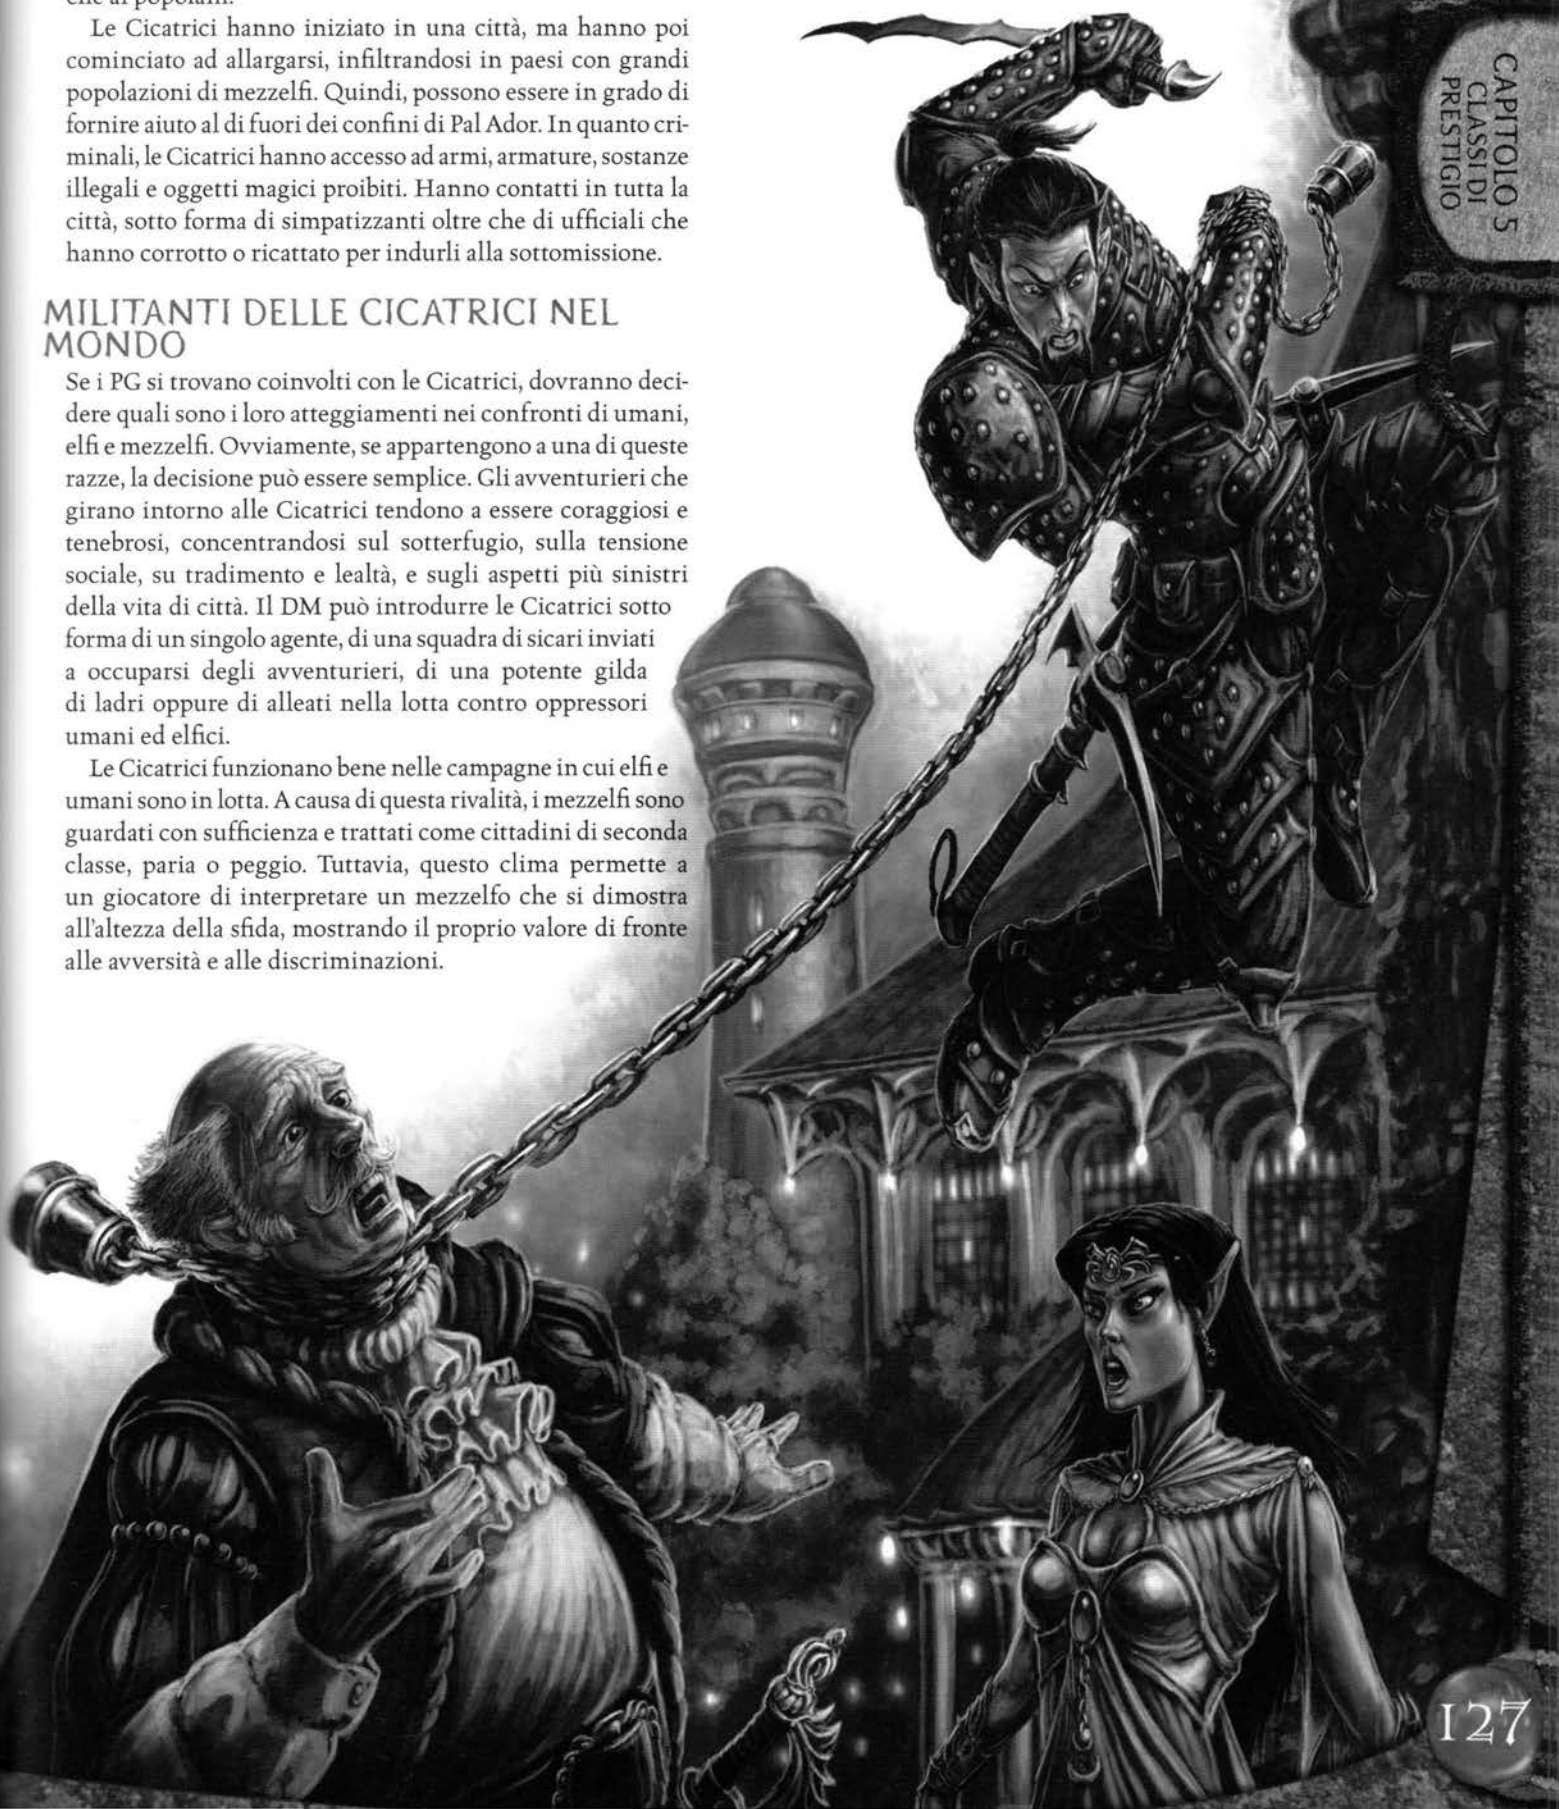 Le Cicatrici hanno iniziato in una città, ma hanno poi
cominciato ad allargarsi, infiltrandosi in paesi con grandi
popolazioni di mezzelfi. Quindi, possono essere in grado di
fornire aiuto al di fuori dei confini di Pal Ador. In quanto cri-
minali, le Cicatrici hanno accesso ad armi, armature, sostanze
illegali e oggetti magici proibiti. Hanno contatti in tutta la
città, sotto forma di simpatizzanti oltre che di ufficiali che
hanno corrotto o ricattato per indurli alla sottomissione.
MILITANTI DELLE CICATRICI NEL
MONDO
Se i PG si trovano coinvolti con le Cicatrici, dovranno deci-
dere quali sono i loro atteggiamenti nei confronti di umani,
elfi e mezzelfi. Ovviamente, se appartengono a una di queste
razze, la decisione può essere semplice. Gli avventurieri che
girano intorno alle Cicatrici tendono a essere coraggiosi e
tenebrosi, concentrandosi sul sotterfugio, sulla tensione
sociale, su tradimento e lealtà, e sugli aspetti più sinistri
della vita di città. Il DM può introdurre le Cicatrici sotto
forma di un singolo agente, di una squadra di sicari inviati
a occuparsi degli avventurieri, di una potente gilda
di ladri oppure di alleati nella lotta contro oppressori
umani ed elfici.
Le Cicatrici funzionano bene nelle campagne in cui elfi e
umani sono in lotta. A causa di questa rivalità, i mezzelfi sono
guardati con sufficienza e trattati come cittadini di seconda
classe, paria o peggio. Tuttavia, questo clima permette a
un giocatore di interpretare un mezzelfo che si dimostra
all'altezza della sfida, mostrando il proprio valore di fronte
alle avversità e alle discriminazioni.
CAPITOLO 5
CLASSI DI
PRESTIGIO
127